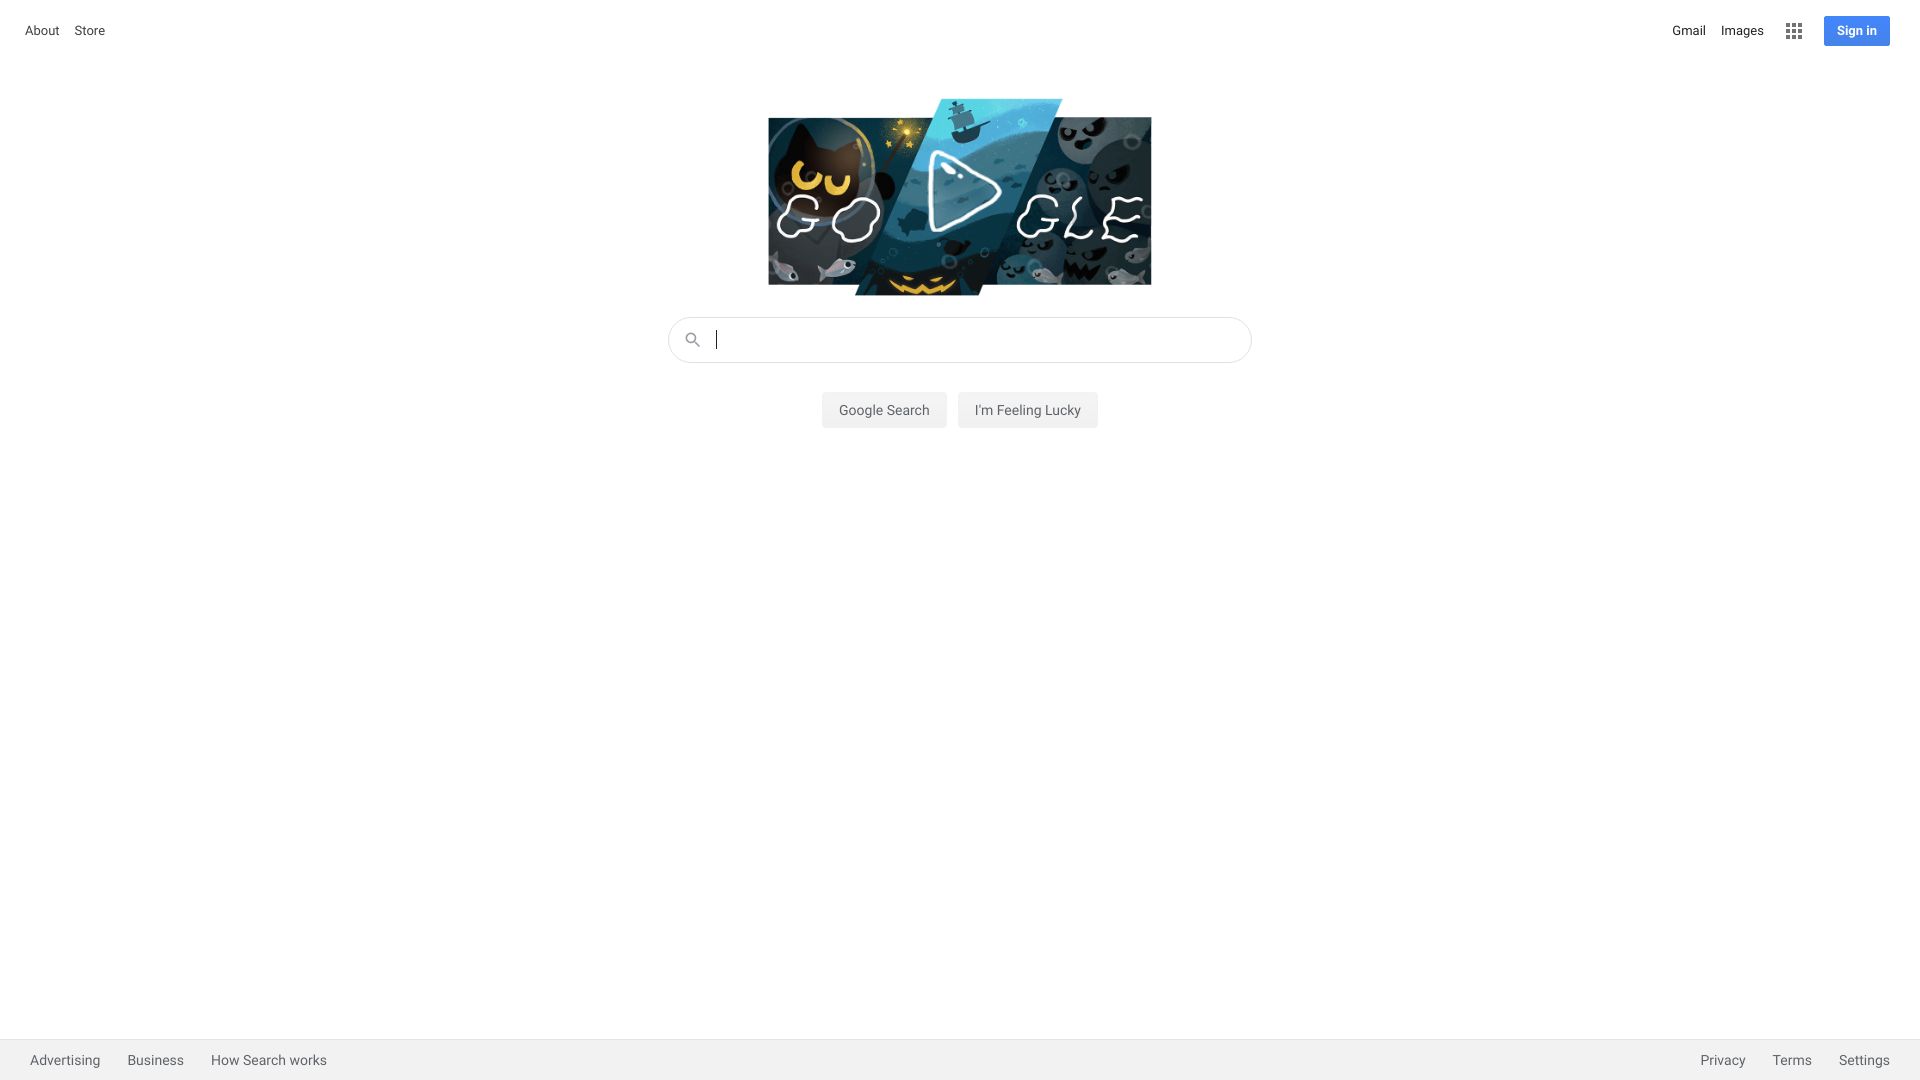 About Store
Gmail Images Sign in
GO GLE
Google Search I'm Feeling Lucky
Advertising Business How Search works
Privacy Terms Settings